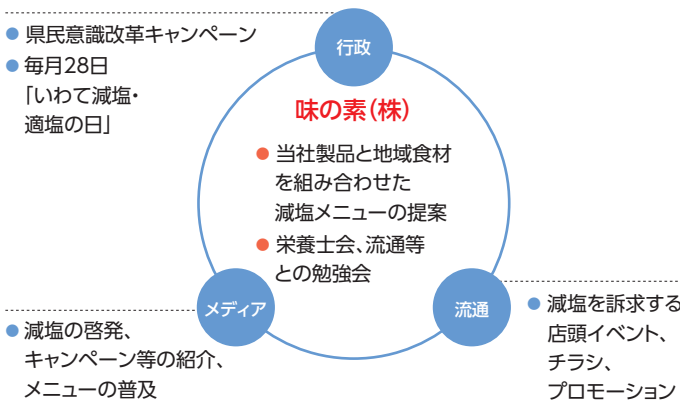 行政
● 県民意識改革キャンペーン
● 毎月28日
「いわて減塩・
適塩の日」
味の素(株)
● 当社製品と地域食材
を組み合わせた
減塩メニューの提案
● 栄養士会、流通等
との勉強会
メディア
● 減塩の啓発、
キャンペーン等の紹介、
メニューの普及
流通
● 減塩を訴求する
店頭イベント、
チラシ、
プロモーション